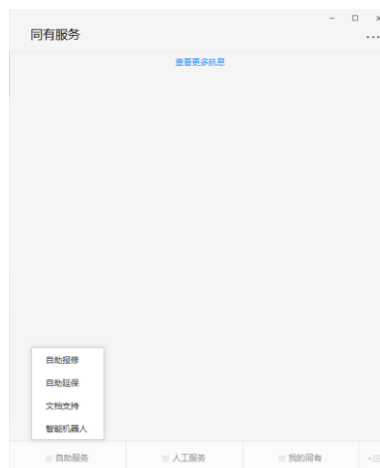 同有服务
查看更多消息
自助报修
自助延保
文档支持
智能机器人
自助服务
人工服务
我的同有